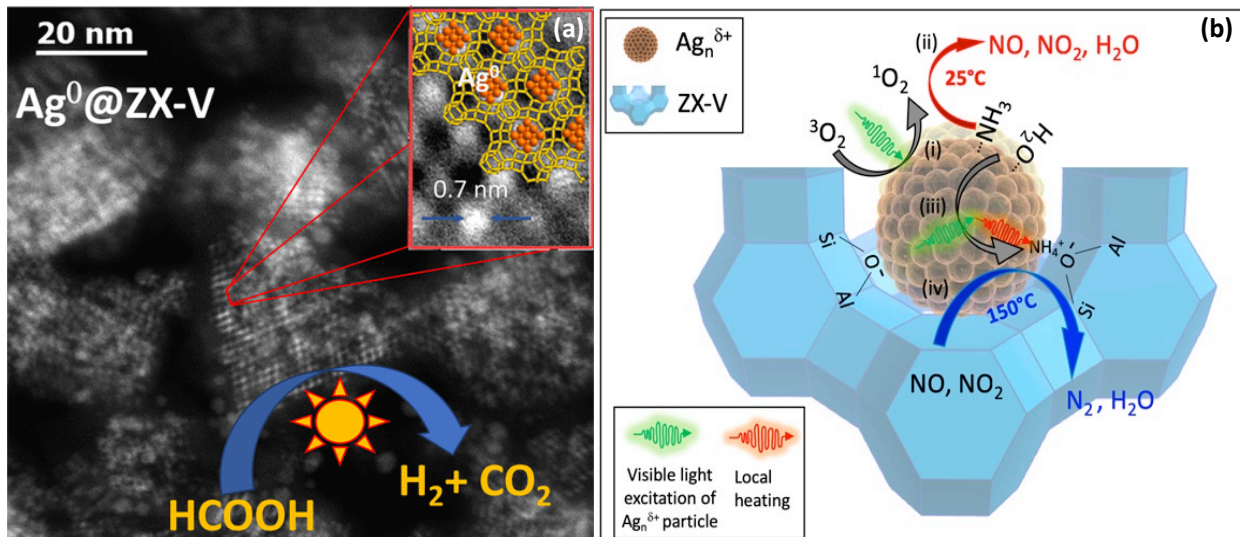 20 nm
Ag⁰@ZX-V
(a)
Ag⁰
0.7 nm
HCOOH
H₂+ CO₂
(b)
Agₙ^δ+
ZX-V
(ii)
NO, NO₂, H₂O
25°C
¹O₂
³O₂
NH₃
H₂O
(i)
(iii)
NH₄⁺
Si
O⁻
Al
O⁻
Al
Si
(iv)
150°C
NO, NO₂
N₂, H₂O
Visible light
excitation of
Agₙ^δ+ particle
Local
heating